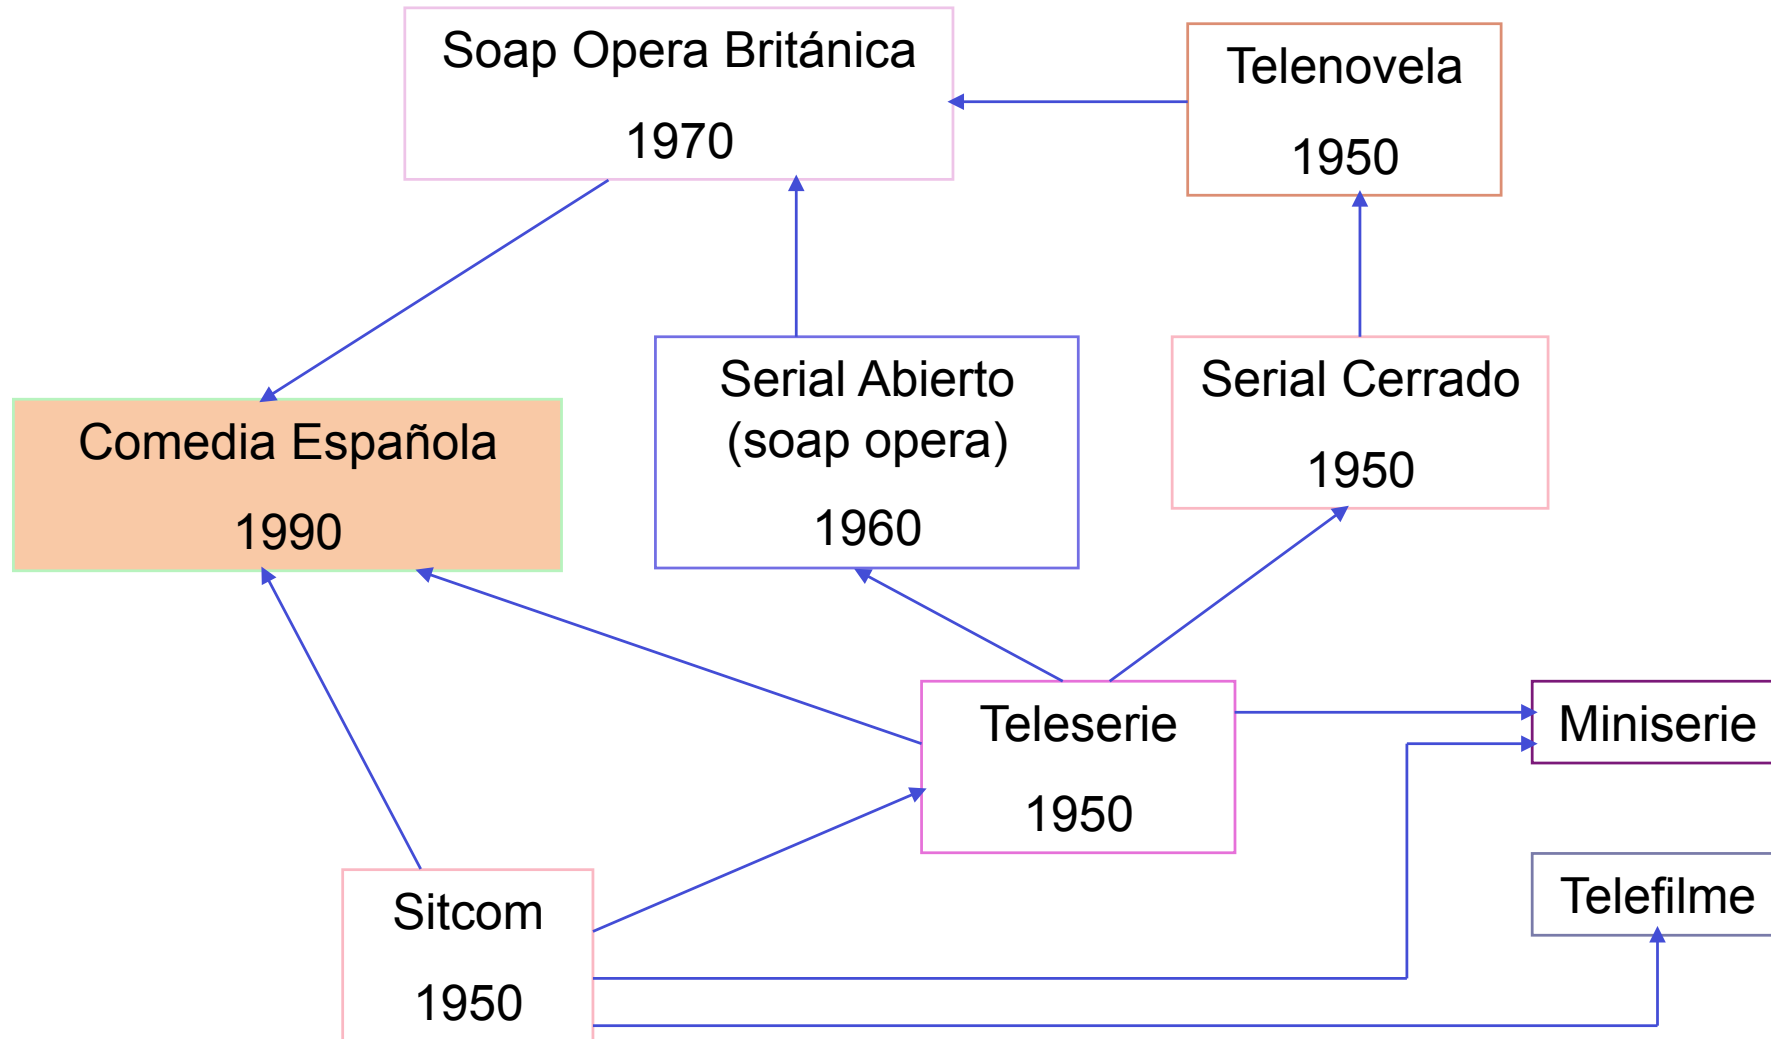 Soap Opera Británica
1970
Telenovela
1950
Comedia Española
1990
Serial Abierto
(soap opera)
1960
Serial Cerrado
1950
Teleserie
1950
Miniserie
Telefilme
Sitcom
1950